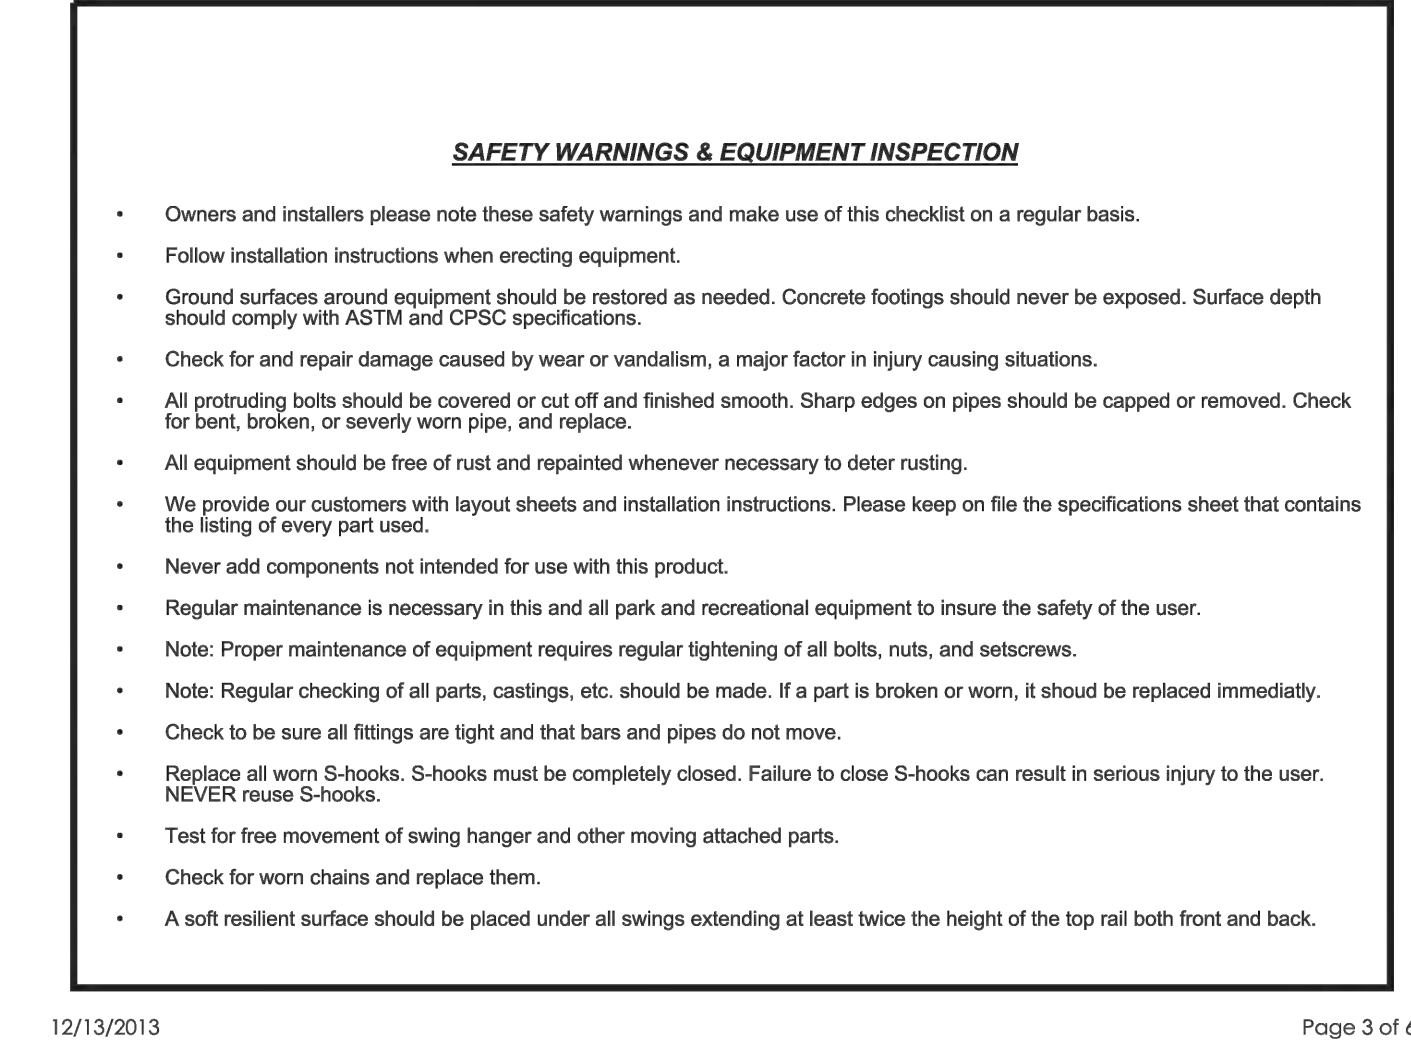 SAFETY WARNINGS & EQUIPMENT INSPECTION
• Owners and installers please note these safety warnings and make use of this checklist on a regular basis.
• Follow installation instructions when erecting equipment.
• Ground surfaces around equipment should be restored as needed. Concrete footings should never be exposed. Surface depth
should comply with ASTM and CPSC specifications.
• Check for and repair damage caused by wear or vandalism, a major factor in injury causing situations.
• All protruding bolts should be covered or cut off and finished smooth. Sharp edges on pipes should be capped or removed. Check
for bent, broken, or severly worn pipe, and replace.
• All equipment should be free of rust and repainted whenever necessary to deter rusting.
• We provide our customers with layout sheets and installation instructions. Please keep on file the specifications sheet that contains
the listing of every part used.
• Never add components not intended for use with this product.
• Regular maintenance is necessary in this and all park and recreational equipment to insure the safety of the user.
• Note: Proper maintenance of equipment requires regular tightening of all bolts, nuts, and setscrews.
• Note: Regular checking of all parts, castings, etc. should be made. If a part is broken or worn, it shoud be replaced immediatly.
• Check to be sure all fittings are tight and that bars and pipes do not move.
• Replace all worn S-hooks. S-hooks must be completely closed. Failure to close S-hooks can result in serious injury to the user.
NEVER reuse S-hooks.
• Test for free movement of swing hanger and other moving attached parts.
• Check for worn chains and replace them.
• A soft resilient surface should be placed under all swings extending at least twice the height of the top rail both front and back.
12/13/2013
Page 3 of 6